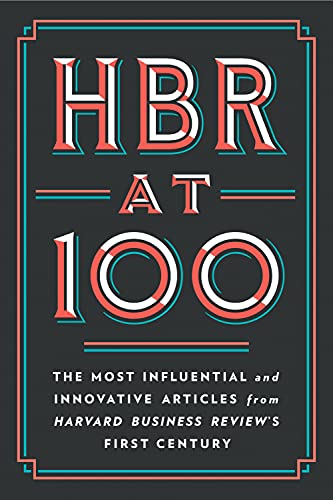 HBR
AT
100
THE MOST INFLUENTIAL and
INNOVATIVE ARTICLES from
HARVARD BUSINESS REVIEW'S
FIRST CENTURY